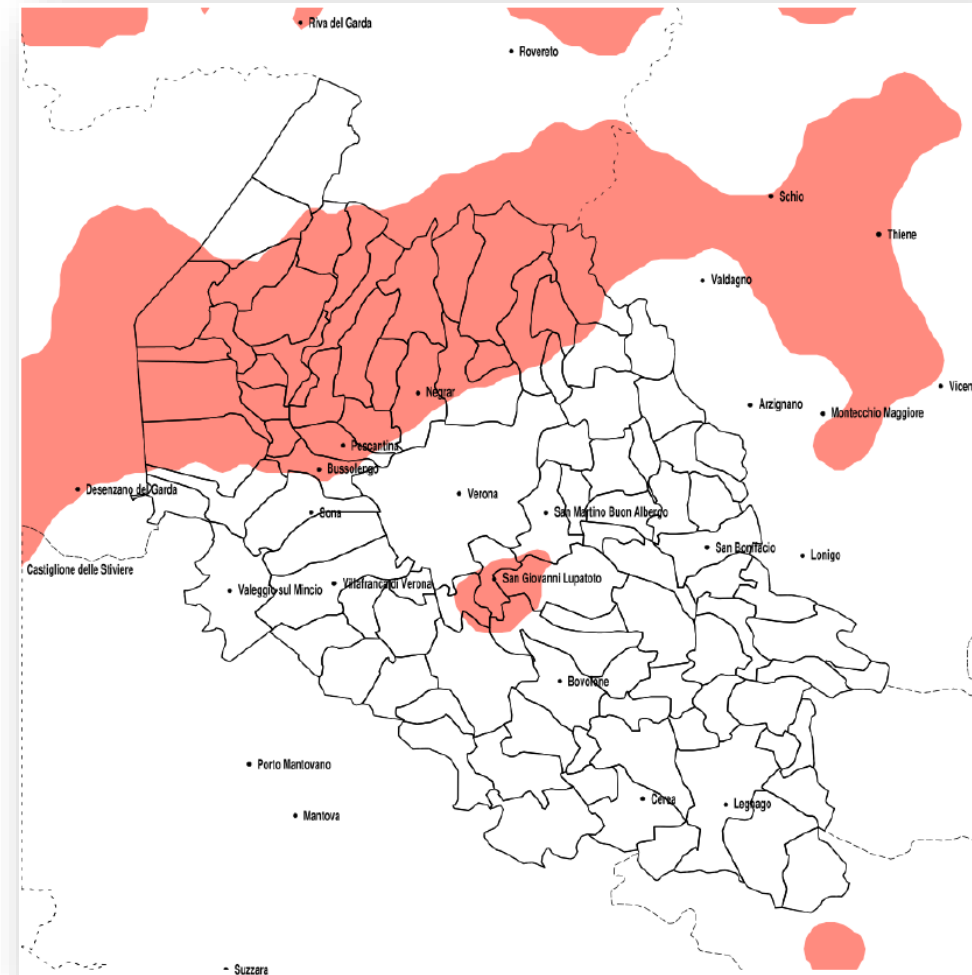 Riva del Garda
Rovereto
Schio
Thiene
Valdagno
Vicen
Negrar
Arzignano
Montecchio Maggiore
Pescantina
Bussolengo
Desenzano del Garda
Verona
Sona
San Martino Buon Albergo
San Bonifacio
Lonigo
Castiglione delle Stiviere
San Giovanni Lupatoto
Valeggio sul Mincio
Villafranca di Verona
Bovolone
Porto Mantovano
Cerea
Legnago
Mantova
Suzzara